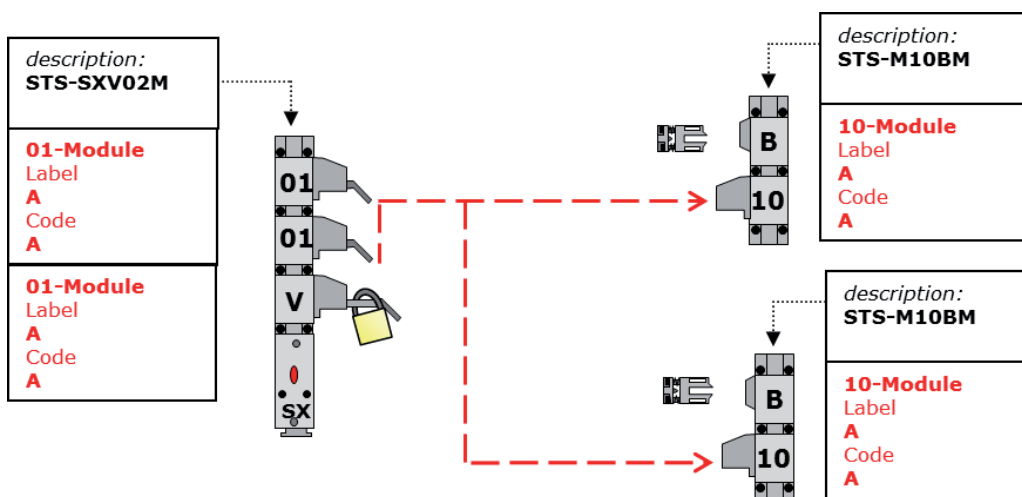 description:
STS-SXV02M
01-Module
Label
A
Code
A
01-Module
Label
A
Code
A
01
01
V
SX
B
10
description:
STS-M10BM
10-Module
Label
A
Code
A
B
10
description:
STS-M10BM
10-Module
Label
A
Code
A